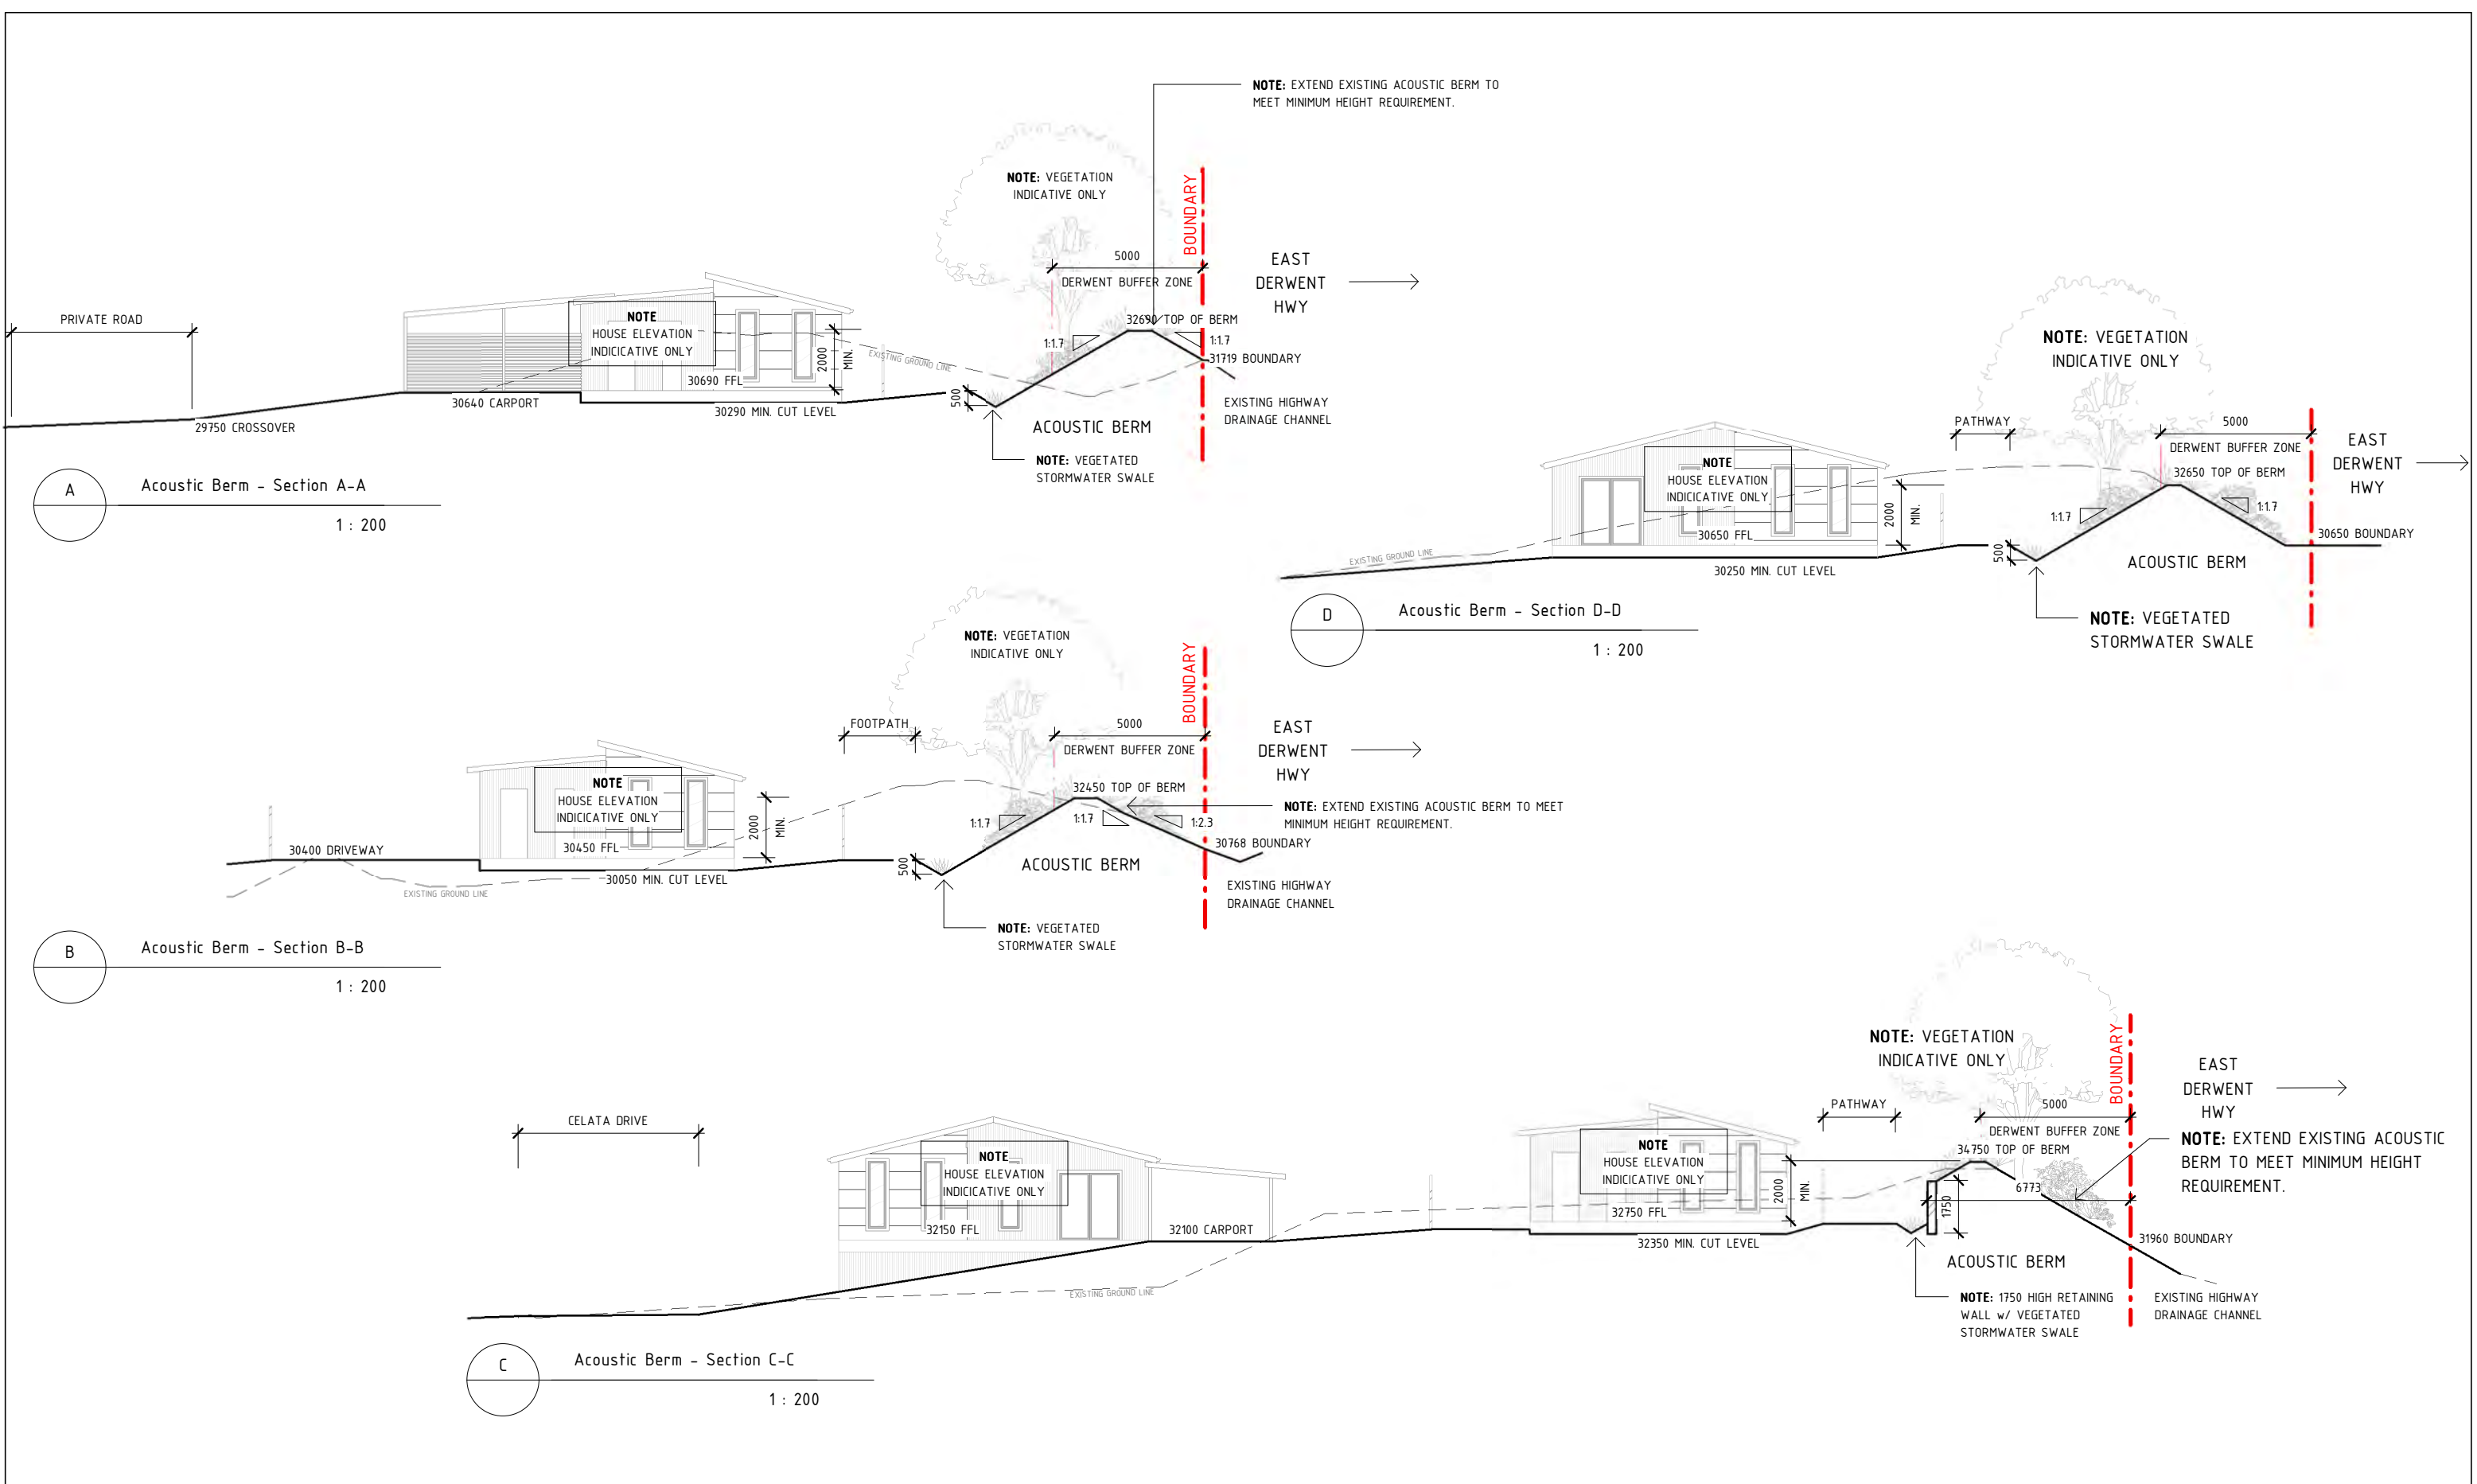 NOTE: EXTEND EXISTING ACOUSTIC BERM TO
MEET MINIMUM HEIGHT REQUIREMENT.
NOTE: VEGETATION
INDICATIVE ONLY
BOUNDARY
5000
DERWENT BUFFER ZONE
EAST
DERWENT
HWY
PRIVATE ROAD
NOTE
HOUSE ELEVATION
INDICICATIVE ONLY
2000
MIN.
EXISTING GROUND LINE
32690 TOP OF BERM
1:1.7
1:1.7
31719 BOUNDARY
30690 FFL
30640 CARPORT
30290 MIN. CUT LEVEL
29750 CROSSOVER
500
ACOUSTIC BERM
EXISTING HIGHWAY
DRAINAGE CHANNEL
NOTE: VEGETATED
STORMWATER SWALE
A
Acoustic Berm - Section A-A
1 : 200
NOTE: VEGETATION
INDICATIVE ONLY
PATHWAY
5000
DERWENT BUFFER ZONE
EAST
DERWENT
HWY
32650 TOP OF BERM
NOTE
HOUSE ELEVATION
INDICICATIVE ONLY
2000
MIN.
1:1.7
1:1.7
30650 FFL
30650 BOUNDARY
EXISTING GROUND LINE
500
30250 MIN. CUT LEVEL
ACOUSTIC BERM
NOTE: VEGETATED
STORMWATER SWALE
D
Acoustic Berm - Section D-D
1 : 200
NOTE: VEGETATION
INDICATIVE ONLY
BOUNDARY
FOOTPATH
5000
DERWENT BUFFER ZONE
EAST
DERWENT
HWY
32450 TOP OF BERM
NOTE: EXTEND EXISTING ACOUSTIC BERM TO MEET
MINIMUM HEIGHT REQUIREMENT.
NOTE
HOUSE ELEVATION
INDICICATIVE ONLY
2000
MIN.
1:1.7
1:1.7
1:2.3
30768 BOUNDARY
30400 DRIVEWAY
30450 FFL
500
ACOUSTIC BERM
30050 MIN. CUT LEVEL
EXISTING GROUND LINE
EXISTING HIGHWAY
DRAINAGE CHANNEL
NOTE: VEGETATED
STORMWATER SWALE
B
Acoustic Berm - Section B-B
1 : 200
NOTE: VEGETATION
INDICATIVE ONLY
BOUNDARY
EAST
DERWENT
HWY
CELATA DRIVE
PATHWAY
5000
DERWENT BUFFER ZONE
34750 TOP OF BERM
NOTE: EXTEND EXISTING ACOUSTIC
BERM TO MEET MINIMUM HEIGHT
REQUIREMENT.
NOTE
HOUSE ELEVATION
INDICICATIVE ONLY
NOTE
HOUSE ELEVATION
INDICICATIVE ONLY
2000
MIN.
6773
1750
32150 FFL
32100 CARPORT
32750 FFL
32350 MIN. CUT LEVEL
31960 BOUNDARY
ACOUSTIC BERM
EXISTING GROUND LINE
NOTE: 1750 HIGH RETAINING
WALL w/ VEGETATED
STORMWATER SWALE
EXISTING HIGHWAY
DRAINAGE CHANNEL
C
Acoustic Berm - Section C-C
1 : 200